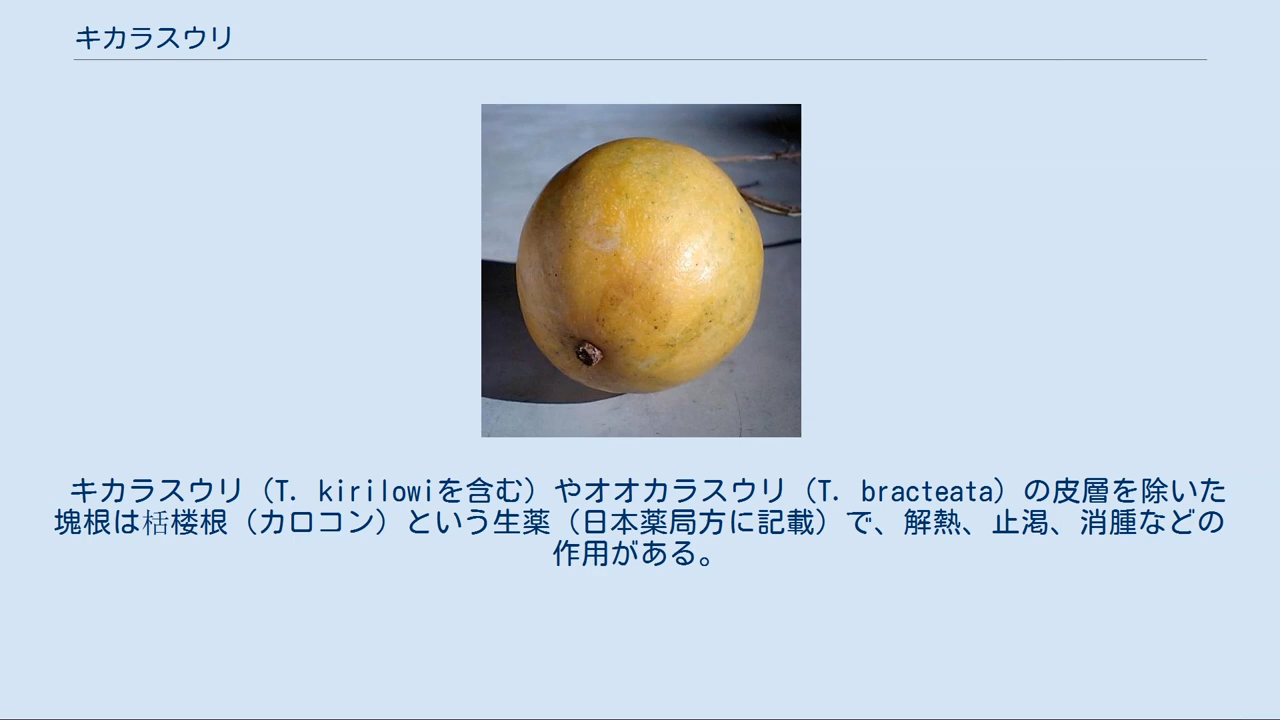 キカラスウリ
キカラスウリ（T. kirilowiを含む）やオオカラスウリ（T. bracteata）の皮層を除いた
塊根は栝楼根（カロコン）という生薬（日本薬局方に記載）で、解熱、止渇、消腫などの
作用がある。